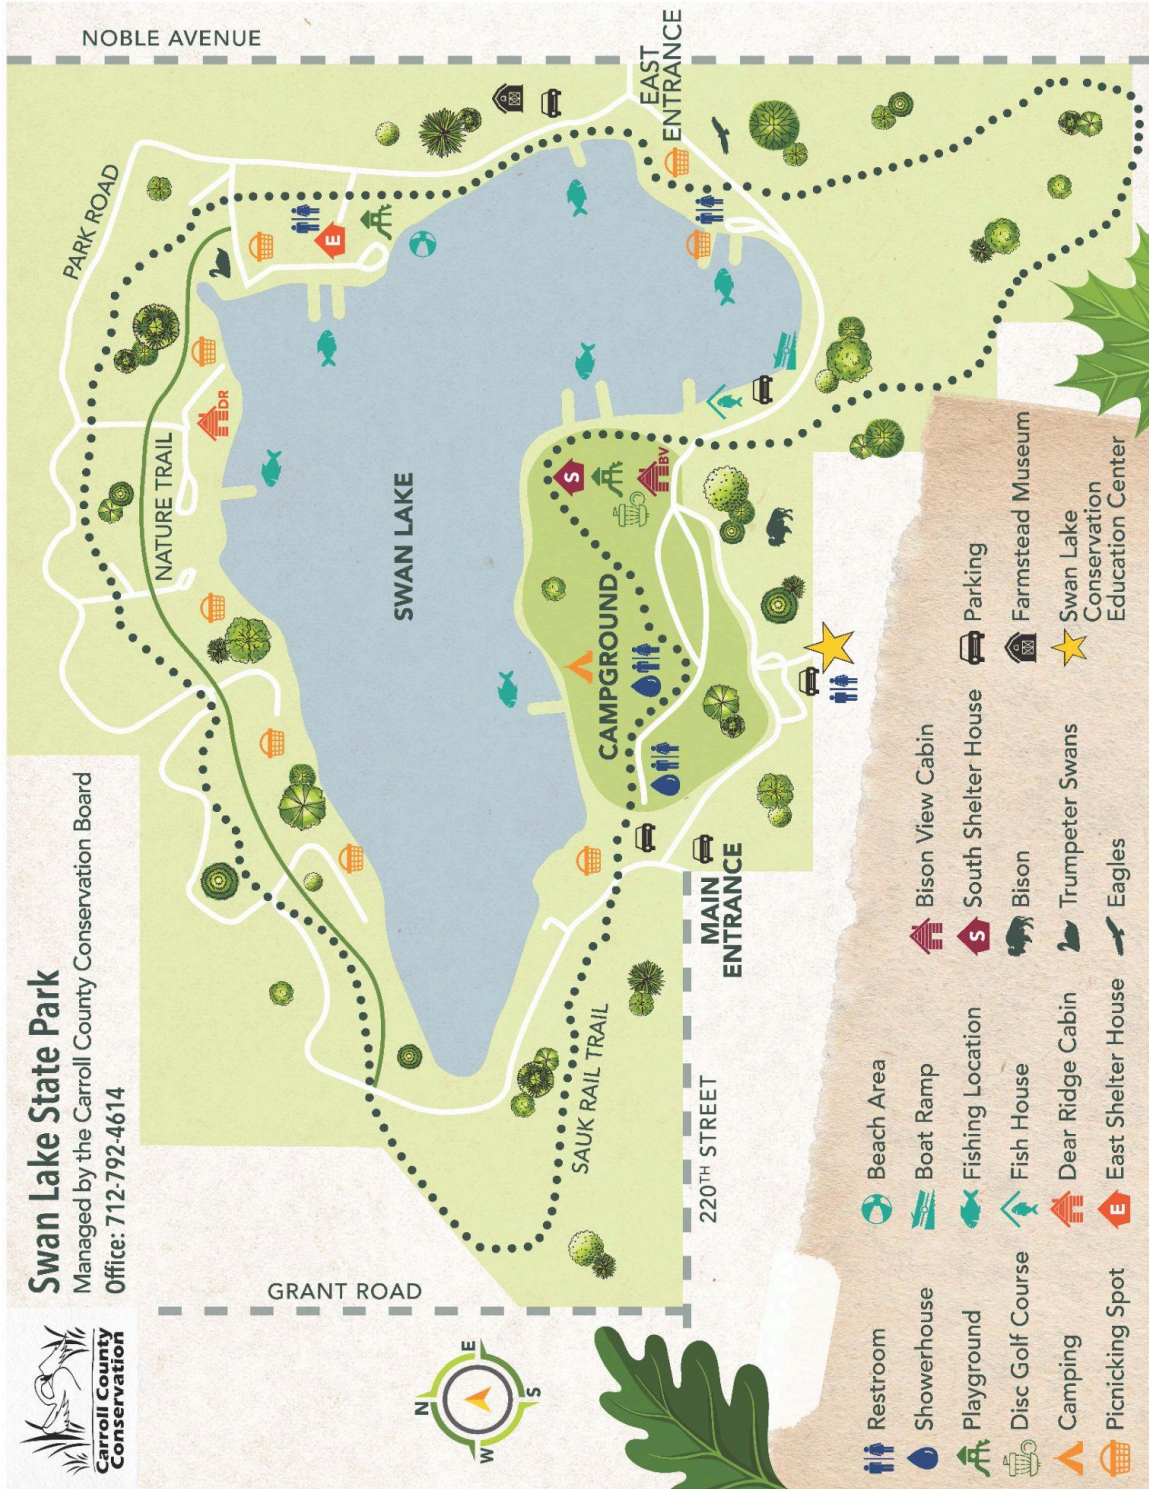 Carroll County
Conservation
Swan Lake State Park
Managed by the Carroll County Conservation Board
Office: 712-792-4614
NOBLE AVENUE
PARK ROAD
NATURE TRAIL
DR
E
EAST
ENTRANCE
SWAN LAKE
S
BV
CAMPGROUND
MAIN
ENTRANCE
SAUK RAIL TRAIL
220TH STREET
GRANT ROAD
N
E
S
W
Restroom
Showerhouse
Playground
Disc Golf Course
Camping
Picnicking Spot
Beach Area
Boat Ramp
Fishing Location
Fish House
Dear Ridge Cabin
E East Shelter House
Bison View Cabin
S South Shelter House
Bison
Trumpeter Swans
Eagles
Parking
Farmstead Museum
Swan Lake
Conservation
Education Center